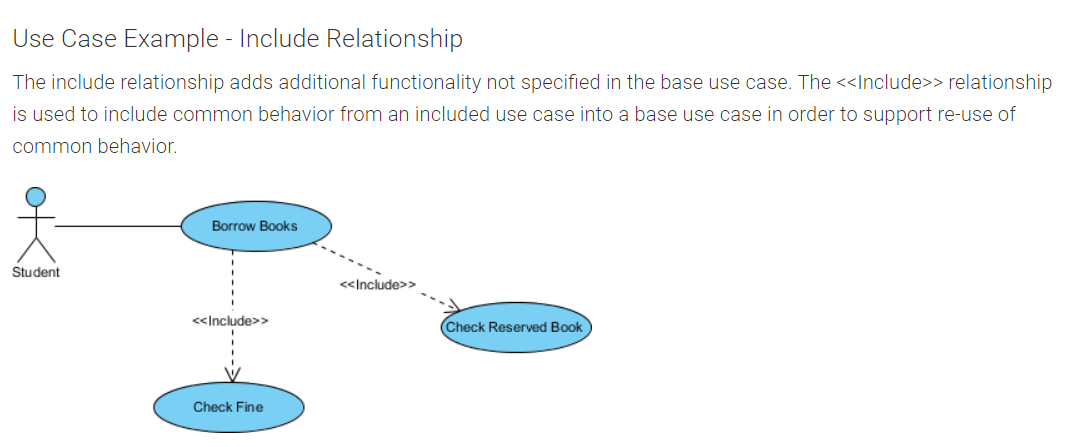 Use Case Example - Include Relationship
The include relationship adds additional functionality not specified in the base use case. The <<Include>> relationship
is used to include common behavior from an included use case into a base use case in order to support re-use of
common behavior.
Borrow Books
Student
<<Include>>
<<Include>>
Check Reserved Book
Check Fine